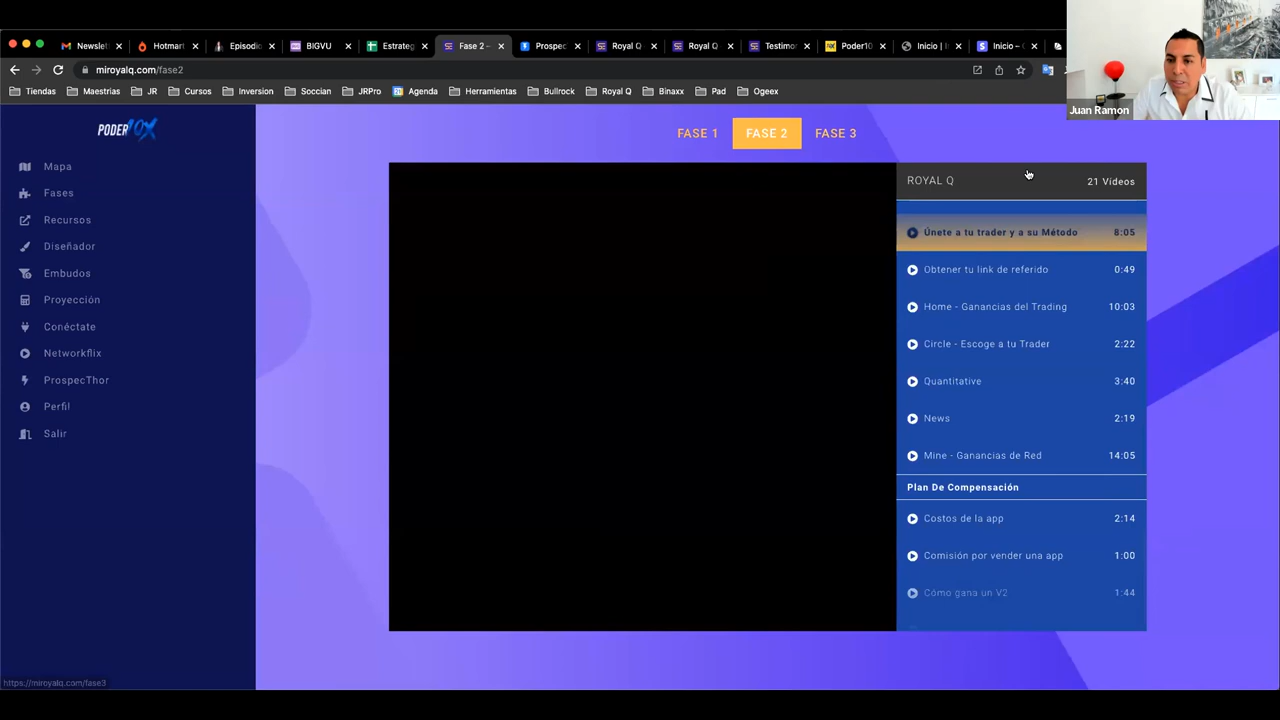 Newslet
Hotmart
Episodio
BIGVU
Estrateg
Fase 2 –
Prospec
Royal Q
Royal Q
Testimor
Poder10
Inicio | I
Inicio –
miroyalq.com/fase2
Tiendas
Maestrias
JR
Cursos
Inversion
Soccian
JRPro
Agenda
Herramientas
Bullrock
Royal Q
Binaxx
Pad
Ogeex
Juan Ramon
PODER10X
Mapa
Fases
Recursos
Diseñador
Embudos
Proyección
Conéctate
Networkflix
ProspecThor
Perfil
Salir
FASE 1
FASE 2
FASE 3
ROYAL Q
21 Vídeos
Únete a tu trader y a su Método
8:05
Obtener tu link de referido
0:49
Home - Ganancias del Trading
10:03
Circle - Escoge a tu Trader
2:22
Quantitative
3:40
News
2:19
Mine - Ganancias de Red
14:05
Plan De Compensación
Costos de la app
2:14
Comisión por vender una app
1:00
Cómo gana un V2
1:44
https://miroyalq.com/fase3